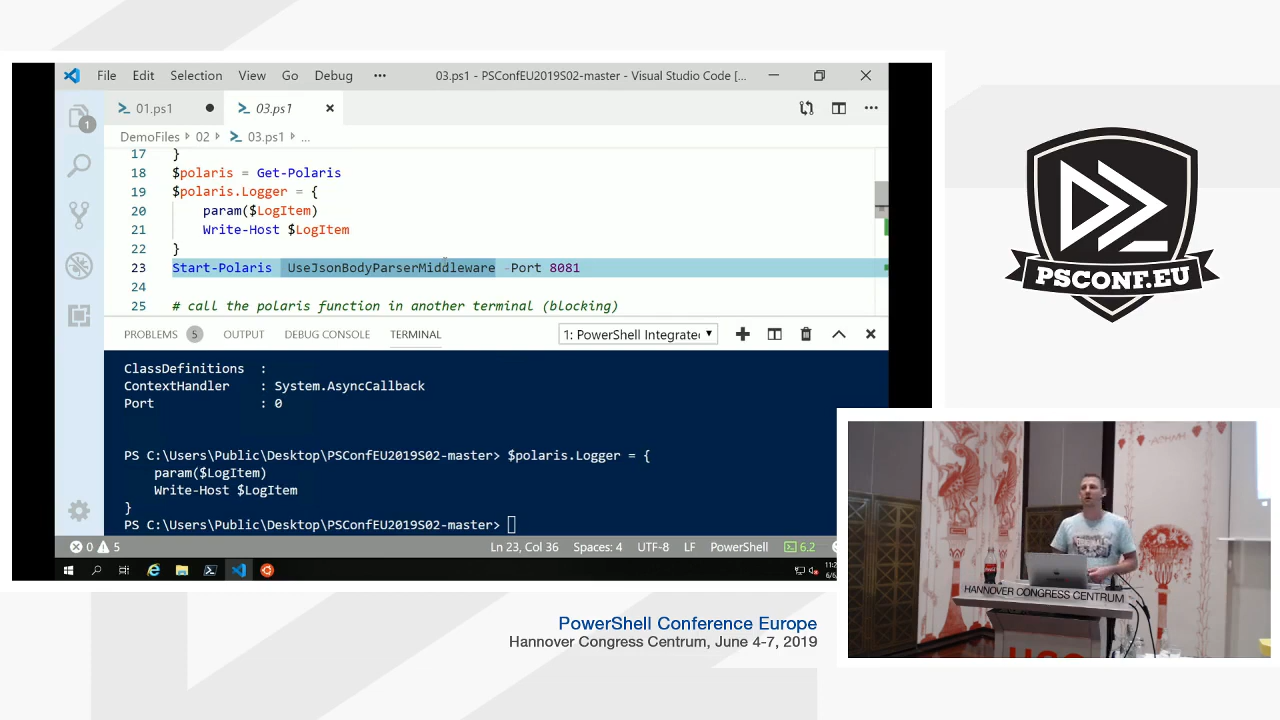 File Edit Selection View Go Debug ••• 03.ps1 - PSConfEU2019S02-master - Visual Studio Code [...
01.ps1 03.ps1
DemoFiles 02 03.ps1 ...
1
17 }
18 $polaris = Get-Polaris
19 $polaris.Logger = {
20 param($LogItem)
21 Write-Host $LogItem
22 }
23 Start-Polaris UseJsonBodyParserMiddleware -Port 8081
24
25 # call the polaris function in another terminal (blocking)
PROBLEMS 5 OUTPUT DEBUG CONSOLE TERMINAL 1: PowerShell Integrate
ClassDefinitions :
ContextHandler : System.AsyncCallback
Port : 0
PS C:\Users\Public\Desktop\PSConfEU2019S02-master> $polaris.Logger = {
param($LogItem)
Write-Host $LogItem
}
PS C:\Users\Public\Desktop\PSConfEU2019S02-master>
0 5 Ln 23, Col 36 Spaces: 4 UTF-8 LF PowerShell 6.2
PSCONF.EU
HANNOVER CONGRESS CENTRUM
PowerShell Conference Europe
Hannover Congress Centrum, June 4-7, 2019